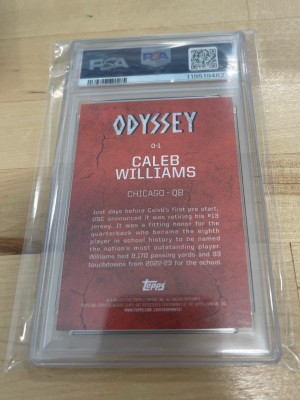 PSA
PSA
ODYSSEY
O-1
CALEB
WILLIAMS
CHICAGO - QB
Just days before Caleb's first pro start,
USC announced it was retiring his #13
jersey. It was a fitting honor for the
quarterback who became the eighth
player in school history to be named
the nation's most outstanding player.
Williams had 8,170 passing yards and 93
touchdowns from 2022-23 for the school.
Topps